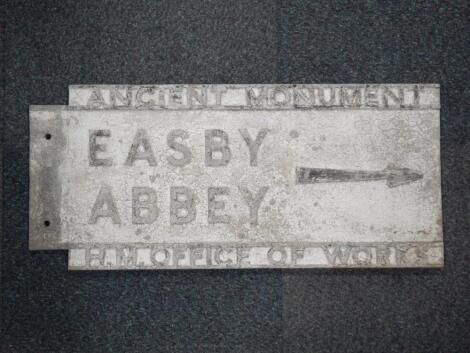 ANCIENT MONUMENT
EASBY
ABBEY
H.M. OFFICE OF WORKS